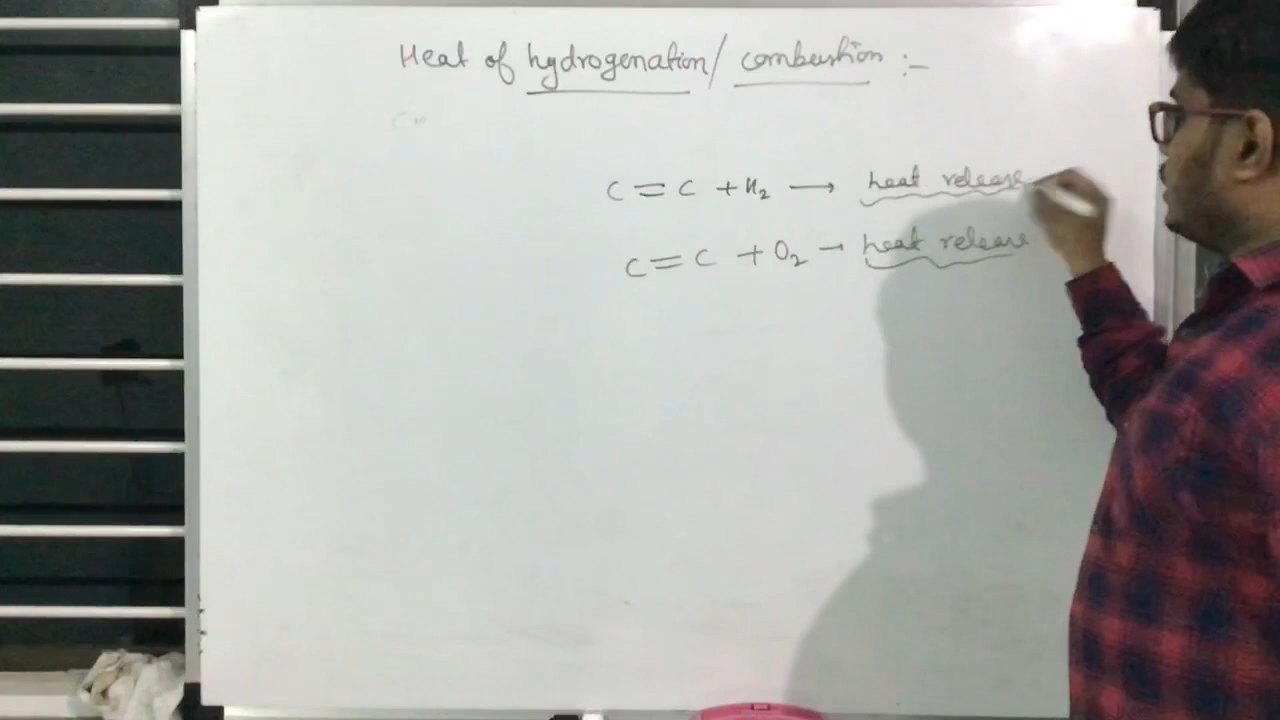 Heat of hydrogenation/ combustion :-
C = C + H₂ ⟶ heat release
C = C + O₂ → heat release